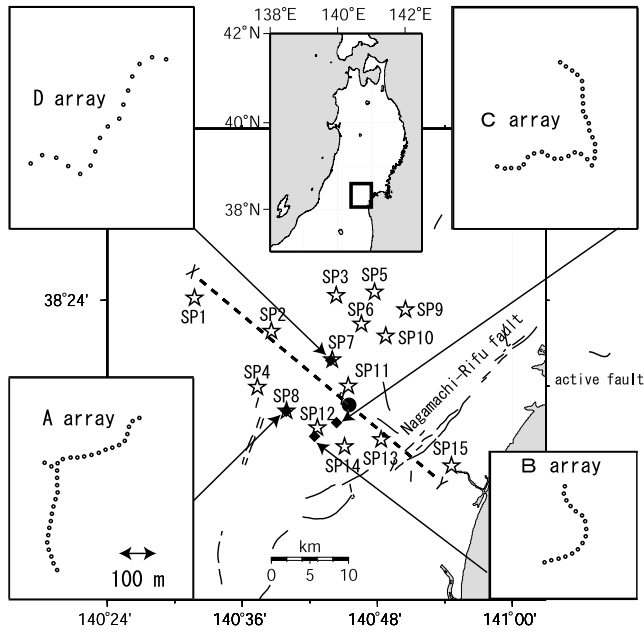 138°E 140°E 142°E
42°N
40°N
38°N
D array
C array
38°24'
X
SP1
SP2
SP3
SP5
SP6
SP9
SP10
SP7
SP4
SP11
SP8
SP12
SP14
SP13
SP15
Y
Nagamachi-Rifu fault
active fault
A array
100 m
B
array
km
0 5 10
140°24' 140°36' 140°48' 141°00'